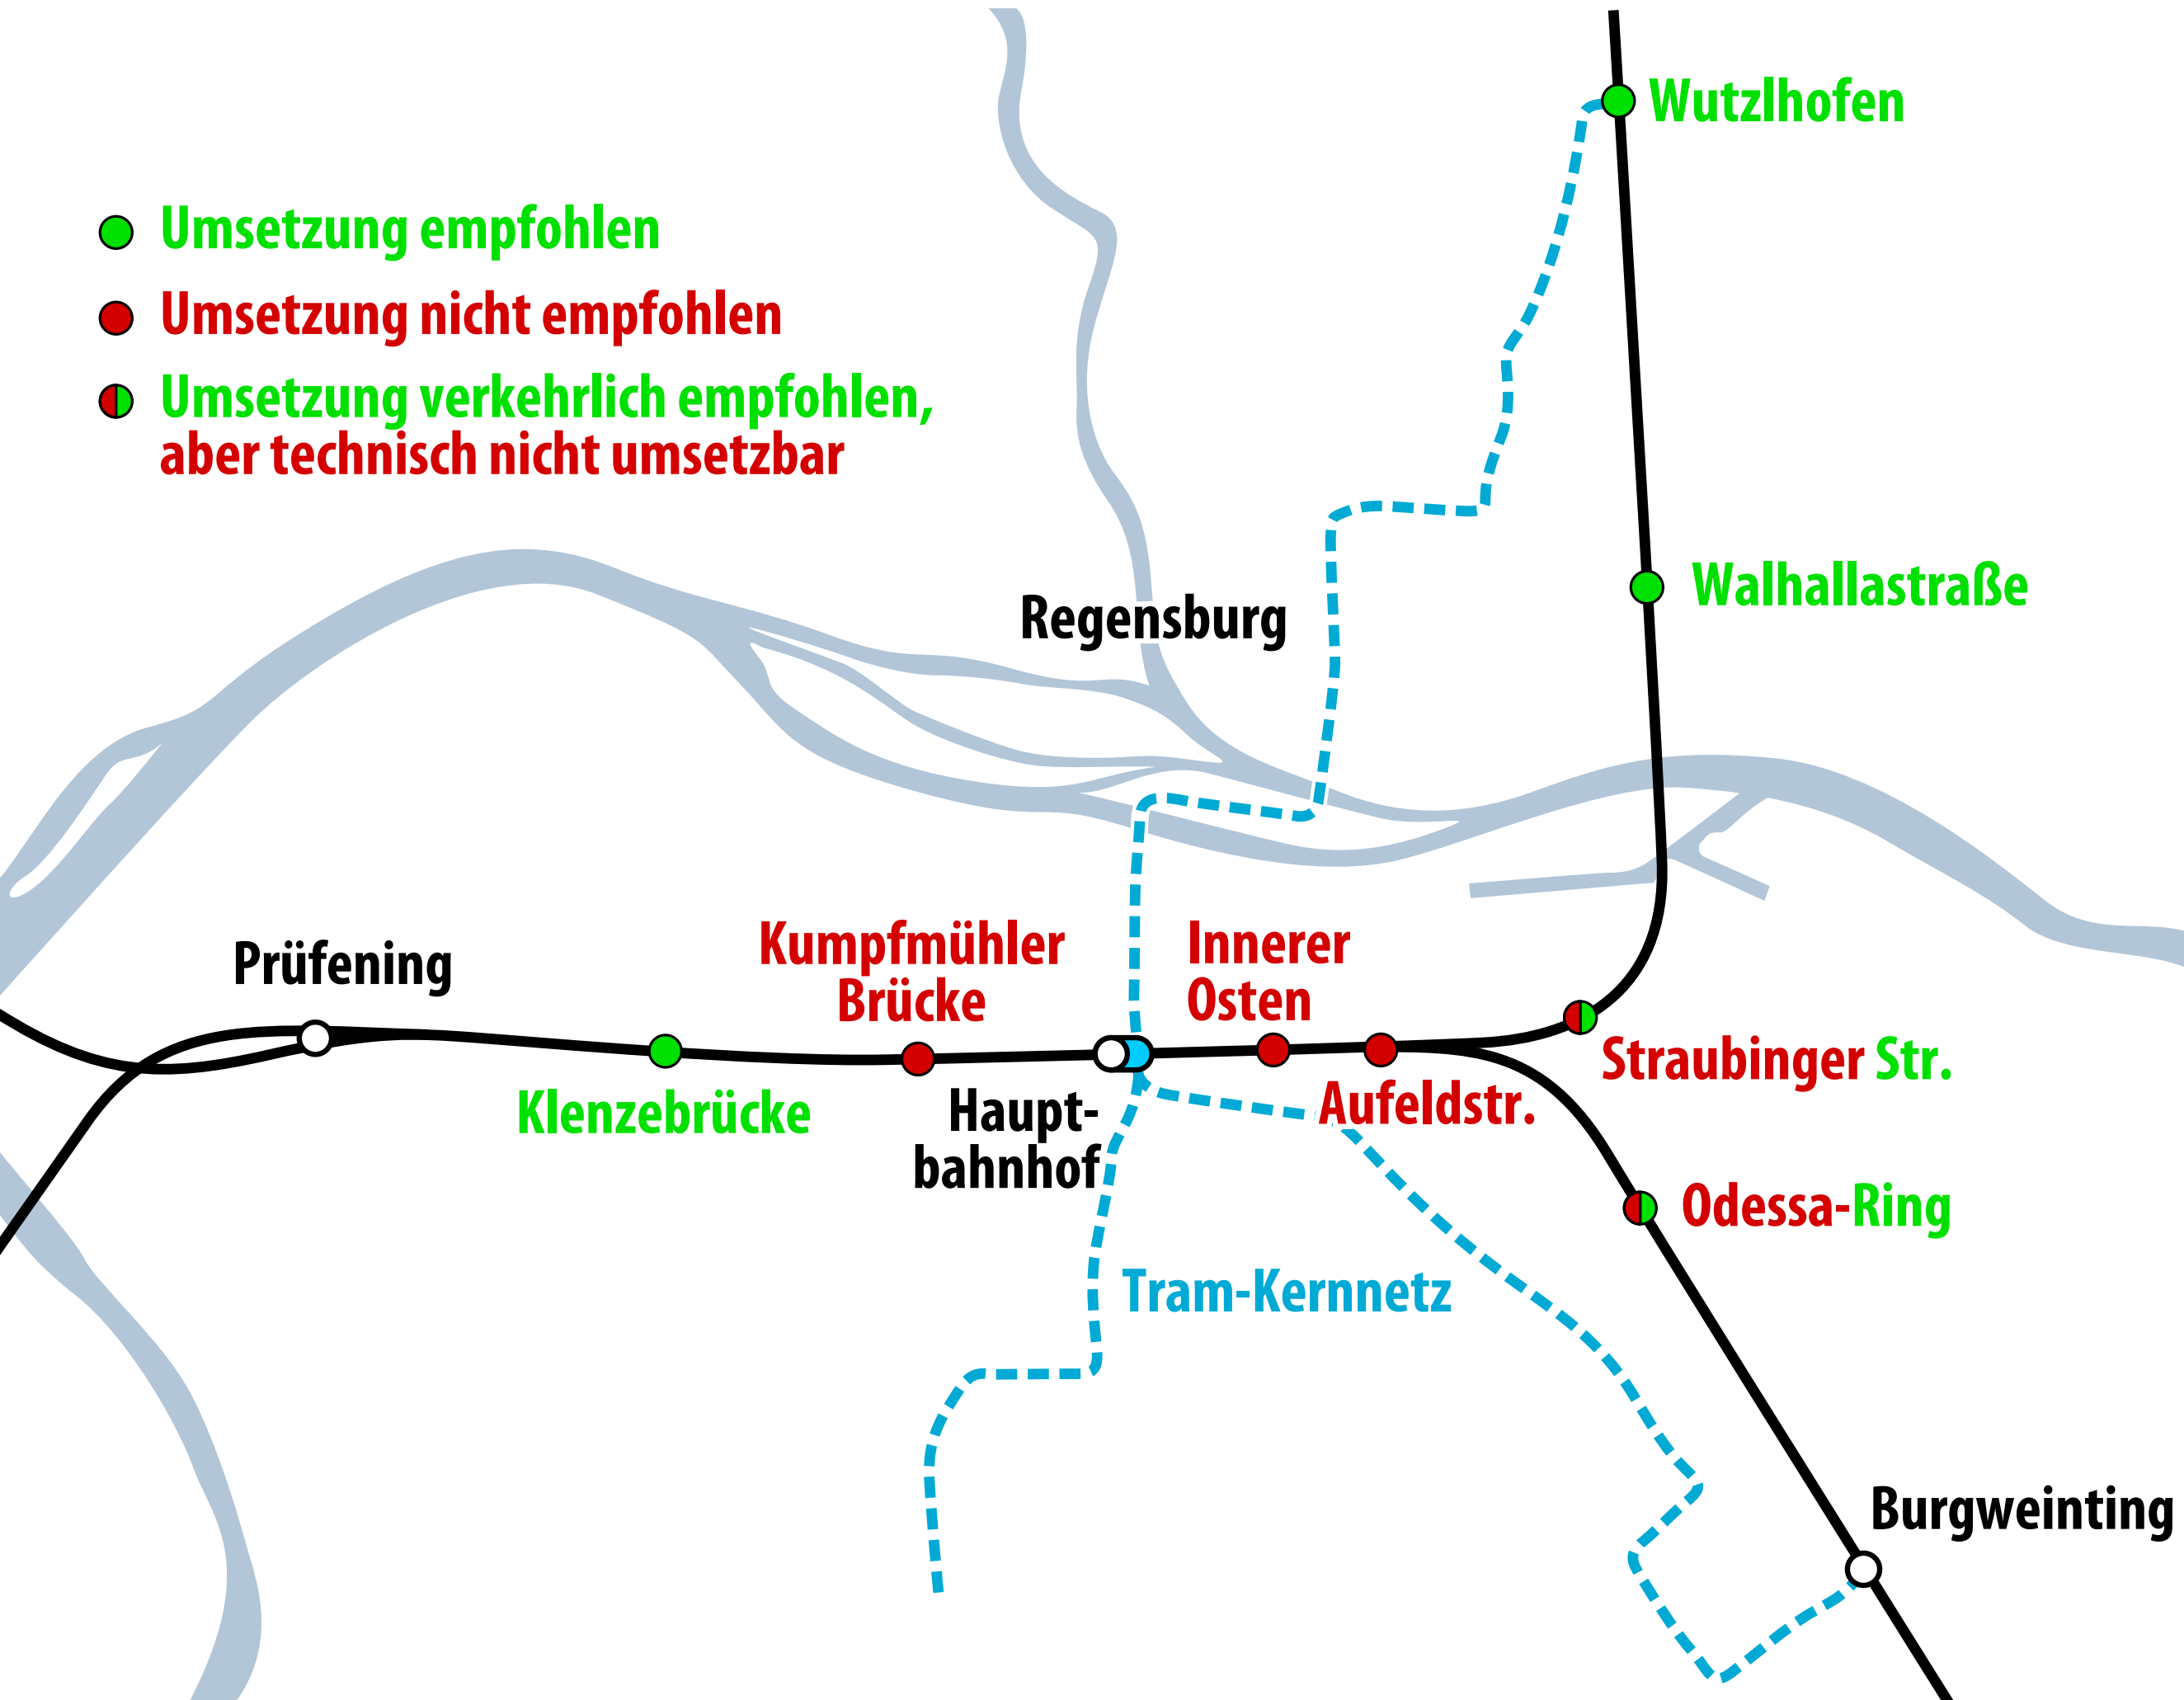 Wutzlhofen
Umsetzung empfohlen
Umsetzung nicht empfohlen
Umsetzung verkehrlich empfohlen,
aber technisch nicht umsetzbar
Walhallastraße
Regensburg
Prüfening
Kumpfmühler
Brücke
Innerer
Osten
Straubinger Str.
Klenzebrücke
Haupt-
bahnhof
Aufeldstr.
Odessa-Ring
Tram-Kernnetz
Burgweinting